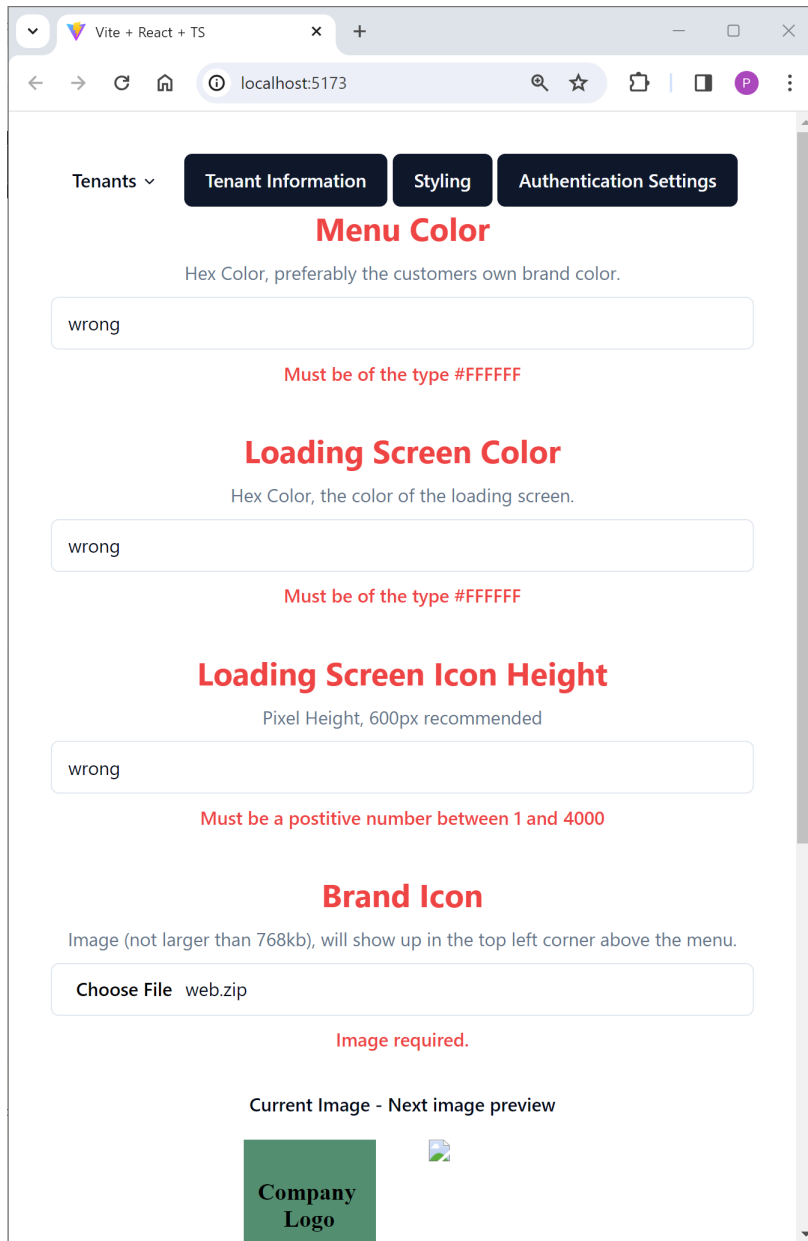 Vite + React + TS
localhost:5173
P
Tenants
Tenant Information
Styling
Authentication Settings
Menu Color
Hex Color, preferably the customers own brand color.
wrong
Must be of the type #FFFFFF
Loading Screen Color
Hex Color, the color of the loading screen.
wrong
Must be of the type #FFFFFF
Loading Screen Icon Height
Pixel Height, 600px recommended
wrong
Must be a postitive number between 1 and 4000
Brand Icon
Image (not larger than 768kb), will show up in the top left corner above the menu.
Choose File web.zip
Image required.
Current Image - Next image preview
Company
Logo